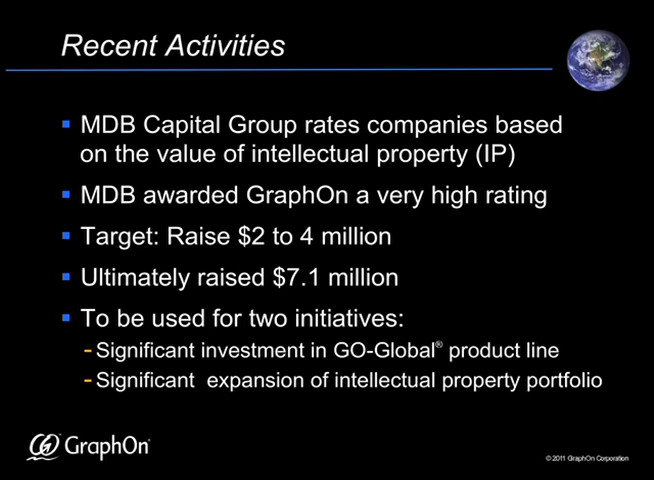 Recent Activities
MDB Capital Group rates companies based
on the value of intellectual property (IP)
MDB awarded GraphOn a very high rating
Target: Raise $2 to 4 million
Ultimately raised $7.1 million
To be used for two initiatives:
- Significant investment in GO-Global® product line
- Significant expansion of intellectual property portfolio
GraphOn®
© 2011 GraphOn Corporation